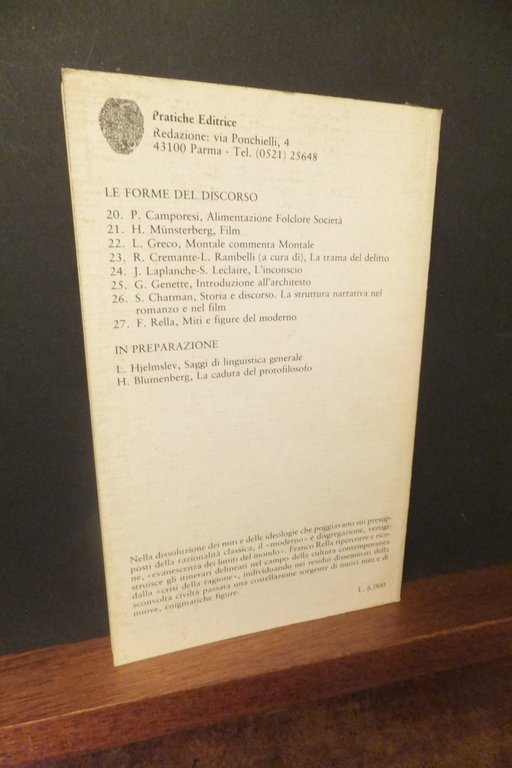 Pratiche Editrice
Redazione: via Ponchielli, 4
43100 Parma - Tel. (0521) 25648
LE FORME DEL DISCORSO
20. P. Camporesi, Alimentazione Folclore Società
21. H. Münsterberg, Film
22. L. Greco, Montale commenta Montale
23. R. Cremante-L. Rambelli (a cura di), La trama del delitto
24. J. Laplanche-S. Leclaire, L'inconscio
25. G. Genette, Introduzione all'architesto
26. S. Chatman, Storia e discorso. La struttura narrativa nel
romanzo e nel film
27. F. Rella, Miti e figure del moderno
IN PREPARAZIONE
L. Hjelmslev, Saggi di linguistica generale
H. Blumenberg, La caduta del protofilosofo
Nella dissoluzione dei miti e delle ideologie che poggiavano sui presup-
posti della razionalità classica, il «moderno» è disgregazione, vertigi-
ne, «evanescenza dei limiti del mondo». Franco Rella ripercorre e rico-
struisce gli itinerari delineati nel campo della cultura contemporanea
dalla «crisi della ragione», individuando nei residui disseminati della
sconvolta civiltà passata una costellazione sorgente di nuovi miti e di
nuove, enigmatiche figure.
L. 6.000